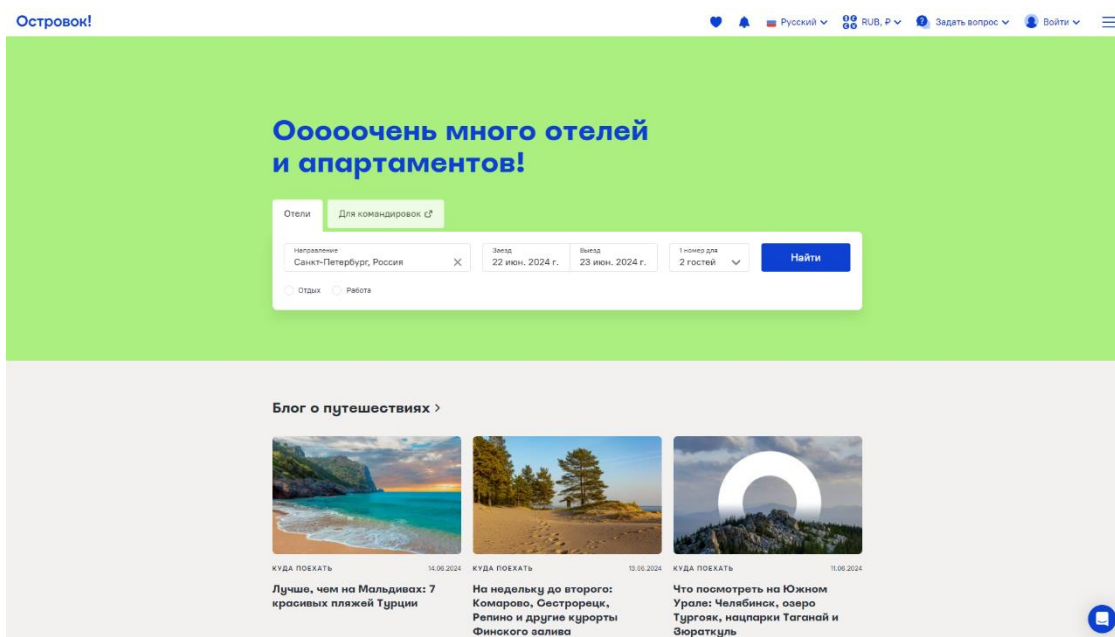 Островок!
Русский
RUB, ₽
Задать вопрос
Войти
Ооооочень много отелей
и апартаментов!
Отели
Для командировок
Направление
Санкт-Петербург, Россия
Заезд
22 июн. 2024 г.
Выезд
23 июн. 2024 г.
1 номер для
2 гостей
Найти
Отдых
Работа
Блог о путешествиях >
КУДА ПОЕХАТЬ
14.06.2024
Лучше, чем на Мальдивах: 7
красивых пляжей Турции
КУДА ПОЕХАТЬ
13.06.2024
На недельку до второго:
Комарово, Сестрорецк,
Репино и другие курорты
Финского залива
КУДА ПОЕХАТЬ
11.06.2024
Что посмотреть на Южном
Урале: Челябинск, озеро
Тургояк, нацпарки Таганай и
Зюраткуль